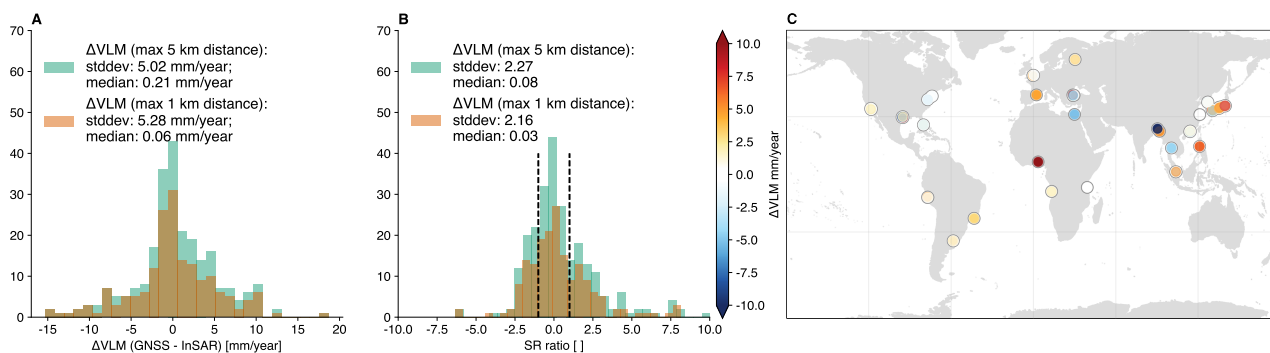 A
70
60
50
40
30
20
10
0
ΔVLM (max 5 km distance):
stddev: 5.02 mm/year;
median: 0.21 mm/year
ΔVLM (max 1 km distance):
stddev: 5.28 mm/year;
median: 0.06 mm/year
-15 -10 -5 0 5 10 15 20
ΔVLM (GNSS - InSAR) [mm/year]
B
70
60
50
40
30
20
10
0
ΔVLM (max 5 km distance):
stddev: 2.27
median: 0.08
ΔVLM (max 1 km distance):
stddev: 2.16
median: 0.03
-10.0 -7.5 -5.0 -2.5 0.0 2.5 5.0 7.5 10.0
SR ratio [ ]
10.0
7.5
5.0
2.5
0.0
-2.5
-5.0
-7.5
-10.0
ΔVLM mm/year
C